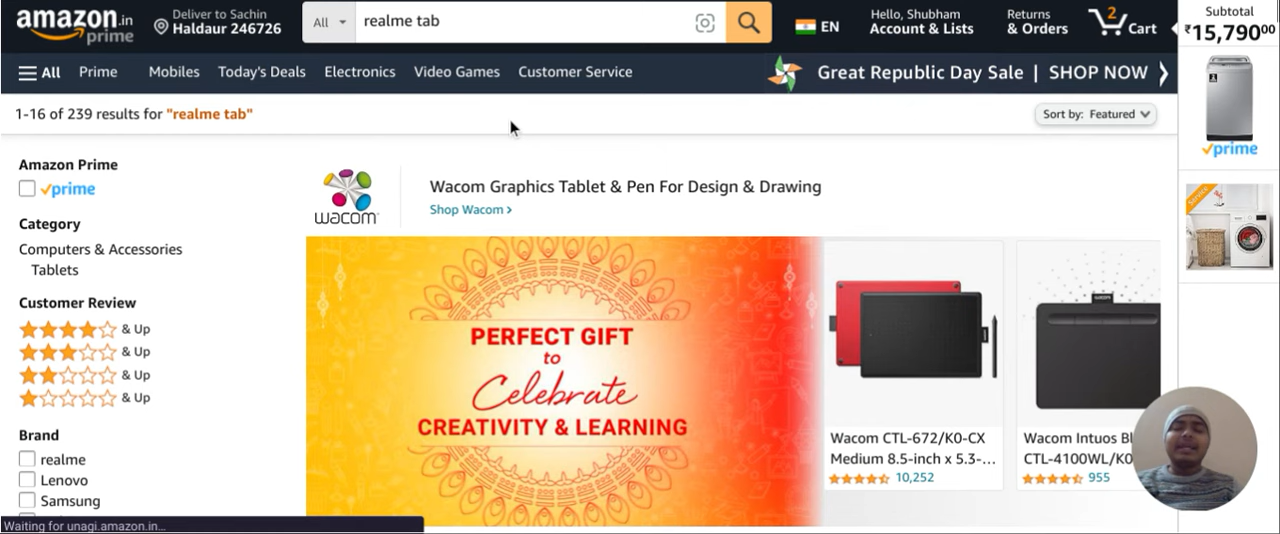 amazon.in
prime
Deliver to Sachin
Haldaur 246726
All
realme tab
EN
Hello, Shubham
Account & Lists
Returns
& Orders
2
Cart
Subtotal
₹15,790⁰⁰
All
Prime
Mobiles
Today's Deals
Electronics
Video Games
Customer Service
Great Republic Day Sale | SHOP NOW
prime
1-16 of 239 results for "realme tab"
Sort by: Featured
Amazon Prime
prime
Category
Computers & Accessories
Tablets
Customer Review
& Up
& Up
& Up
& Up
Brand
realme
Lenovo
Samsung
wacom
Wacom Graphics Tablet & Pen For Design & Drawing
Shop Wacom
PERFECT GIFT
to
Celebrate
CREATIVITY & LEARNING
Wacom CTL-672/K0-CX
Medium 8.5-inch x 5.3-...
10,252
wacom
Wacom Intuos Bl
CTL-4100WL/K0
955
Service
Waiting for unagi.amazon.in...